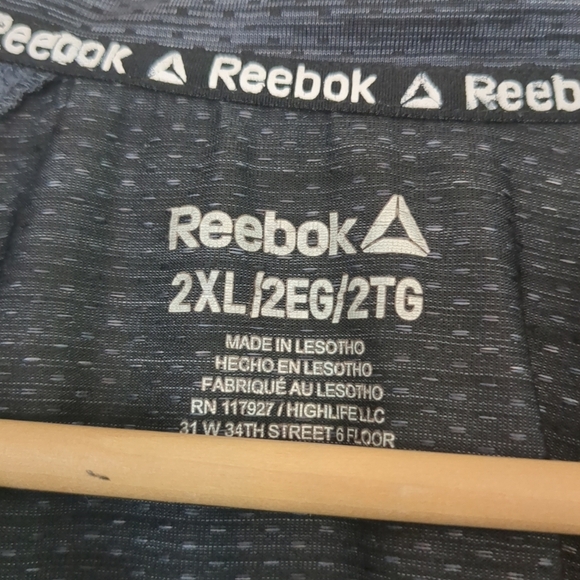 Reebok Reebok Reeb
Reebok
2XL/2EG/2TG
MADE IN LESOTHO
HECHO EN LESOTHO
FABRIQUÉ AU LESOTHO
RN 117927 / HIGHLIFE LLC
31 W 34TH STREET 6 FLOOR